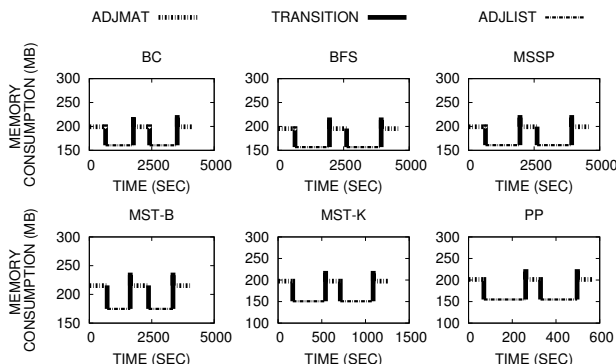 ADJMAT TRANSITION ADJLIST
BC BFS MSSP
MEMORY CONSUMPTION (MB)
300 300 300
250 250 250
200 200 200
150 150 150
0 2500 5000 0 2500 5000 0 2500 5000
TIME (SEC) TIME (SEC) TIME (SEC)
MST-B MST-K PP
MEMORY CONSUMPTION (MB)
300 300 300
250 250 250
200 200 200
150 150
100 100 100
0 2500 5000 0 500 1000 1500 0 200 400 600
TIME (SEC) TIME (SEC) TIME (SEC)